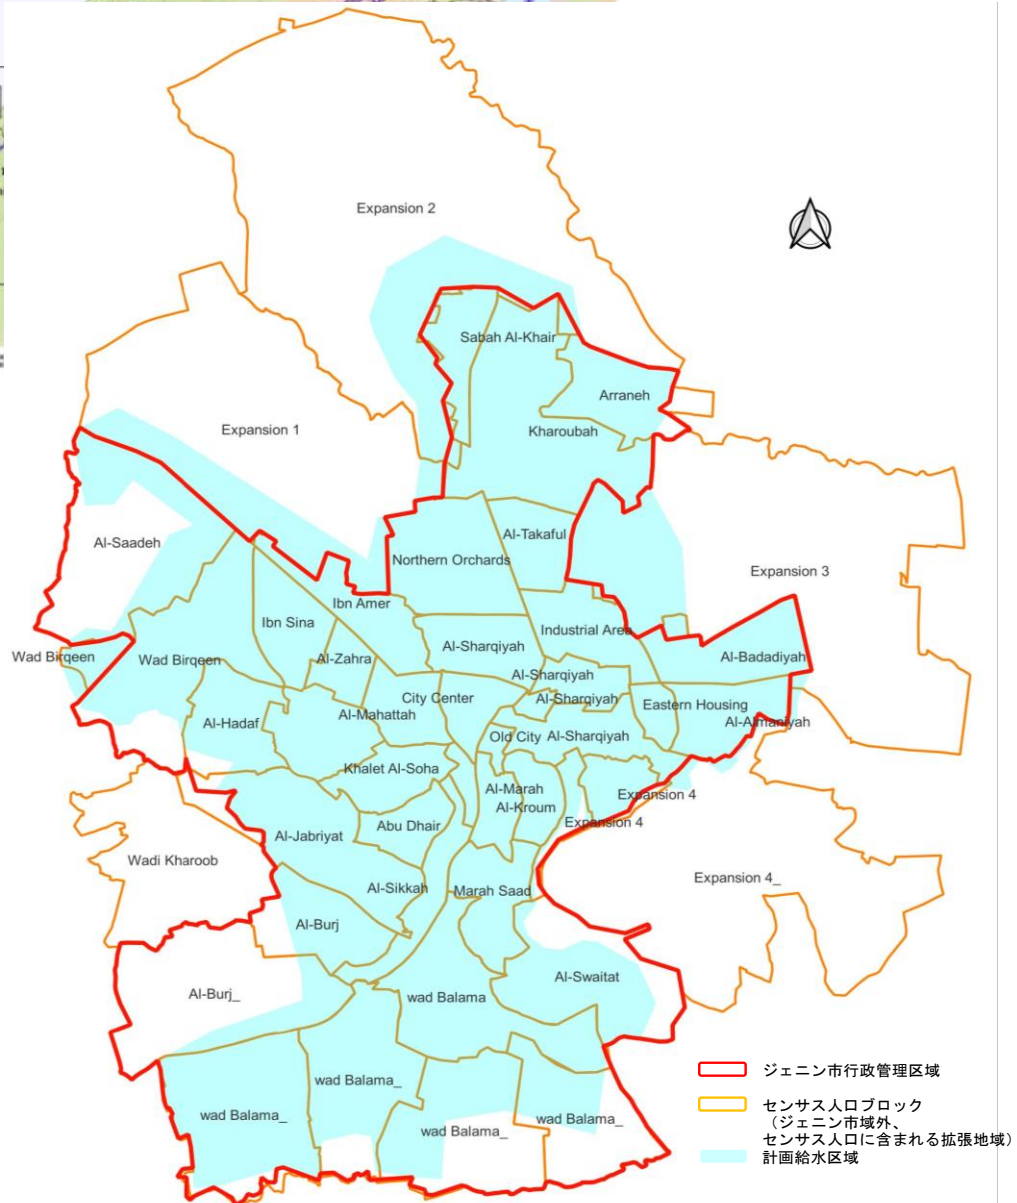 Expansion 2
Sabah Al-Khair
Arraneh
Expansion 1
Kharoubah
Al-Saadeh
Al-Takaful
Northern Orchards
Expansion 3
Ibn Amer
Ibn Sina
Industrial Area
Al-Sharqiyah
Wad Birqeen
Wad Birqeen
Al-Zahra
Al-Badadiyah
Al-Sharqiyah
City Center
Al-Sharqiyah
Eastern Housing
Al-Hadaf
Al-Mahattah
Al-Almaniyah
Old City
Al-Sharqiyah
Khalet Al-Soha
Al-Marah
Expansion 4
Al-Kroum
Abu Dhair
Expansion 4
Al-Jabriyat
Wadi Kharoob
Expansion 4_
Al-Sikkah
Marah Saad
Al-Burj
Al-Swaitat
Al-Burj_
wad Balama
wad Balama_
wad Balama_
wad Balama_
wad Balama_
ジェニン市行政管理区域
センサス人口ブロック
（ジェニン市域外、
センサス人口に含まれる拡張地域）
計画給水区域